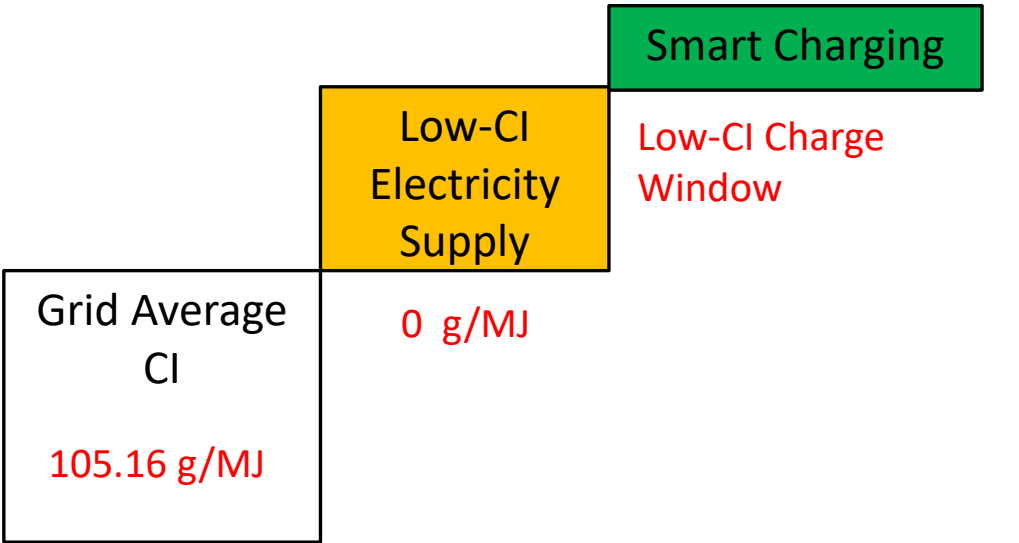 Smart Charging
Low-CI
Electricity
Supply
Low-CI Charge
Window
Grid Average
CI
0 g/MJ
105.16 g/MJ